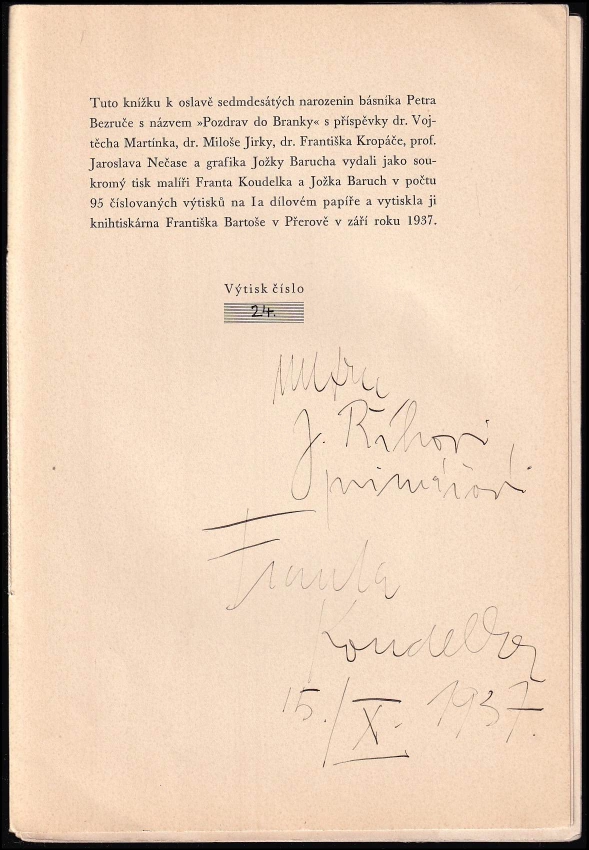 Tuto knížku k oslavě sedmdesátých narozenin básníka Petra
Bezruče s názvem »Pozdrav do Branky« s příspěvky dr. Voj-
těcha Martínka, dr. Miloše Jirky, dr. Františka Kropáče, prof.
Jaroslava Nečase a grafika Jožky Barucha vydali jako sou-
kromý tisk malíři Franta Koudelka a Jožka Baruch v počtu
95 číslovaných výtisků na Ia dílovém papíře a vytiskla ji
knihtiskárna Františka Bartoše v Přerově v září roku 1937.
Výtisk číslo
24.
J. Říhovi
primářovi
Franta
Koudelka
15./X. 1937.